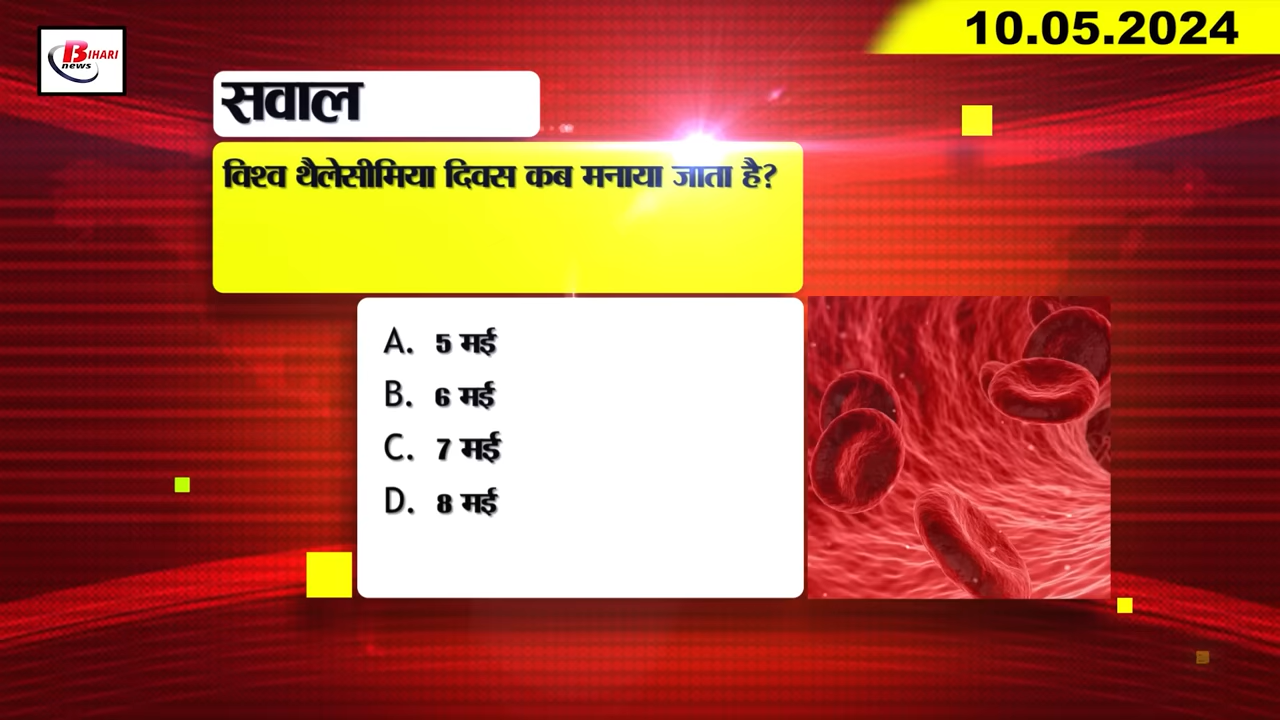 10.05.2024
BIHARI
news
सवाल
विश्व थैलेसीमिया दिवस कब मनाया जाता है?
A. 5 मई
B. 6 मई
C. 7 मई
D. 8 मई